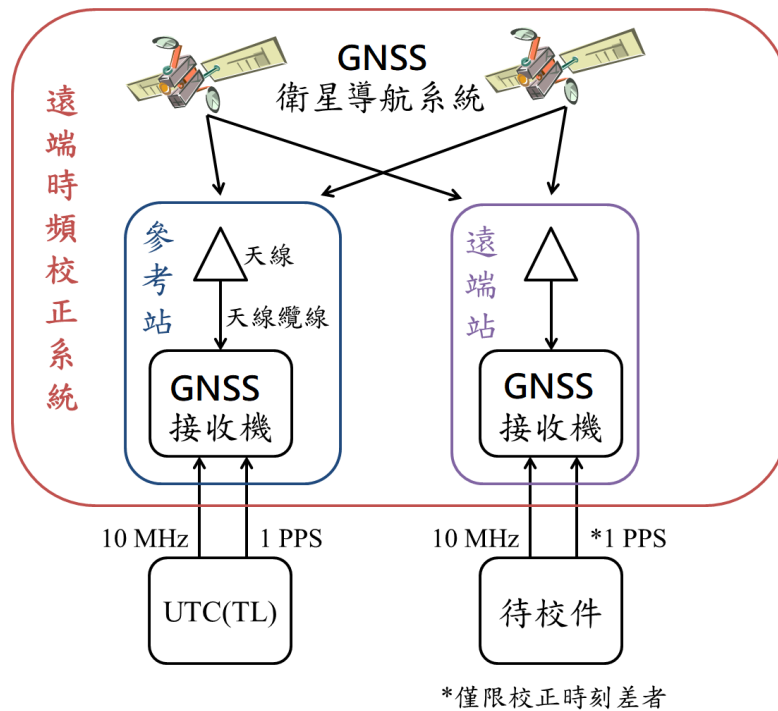 GNSS
衛星導航系統
遠端時頻校正系統
參考站
天線
天線纜線
GNSS
接收機
遠端站
GNSS
接收機
10 MHz
1 PPS
10 MHz
*1 PPS
UTC(TL)
待校件
*僅限校正時刻差者